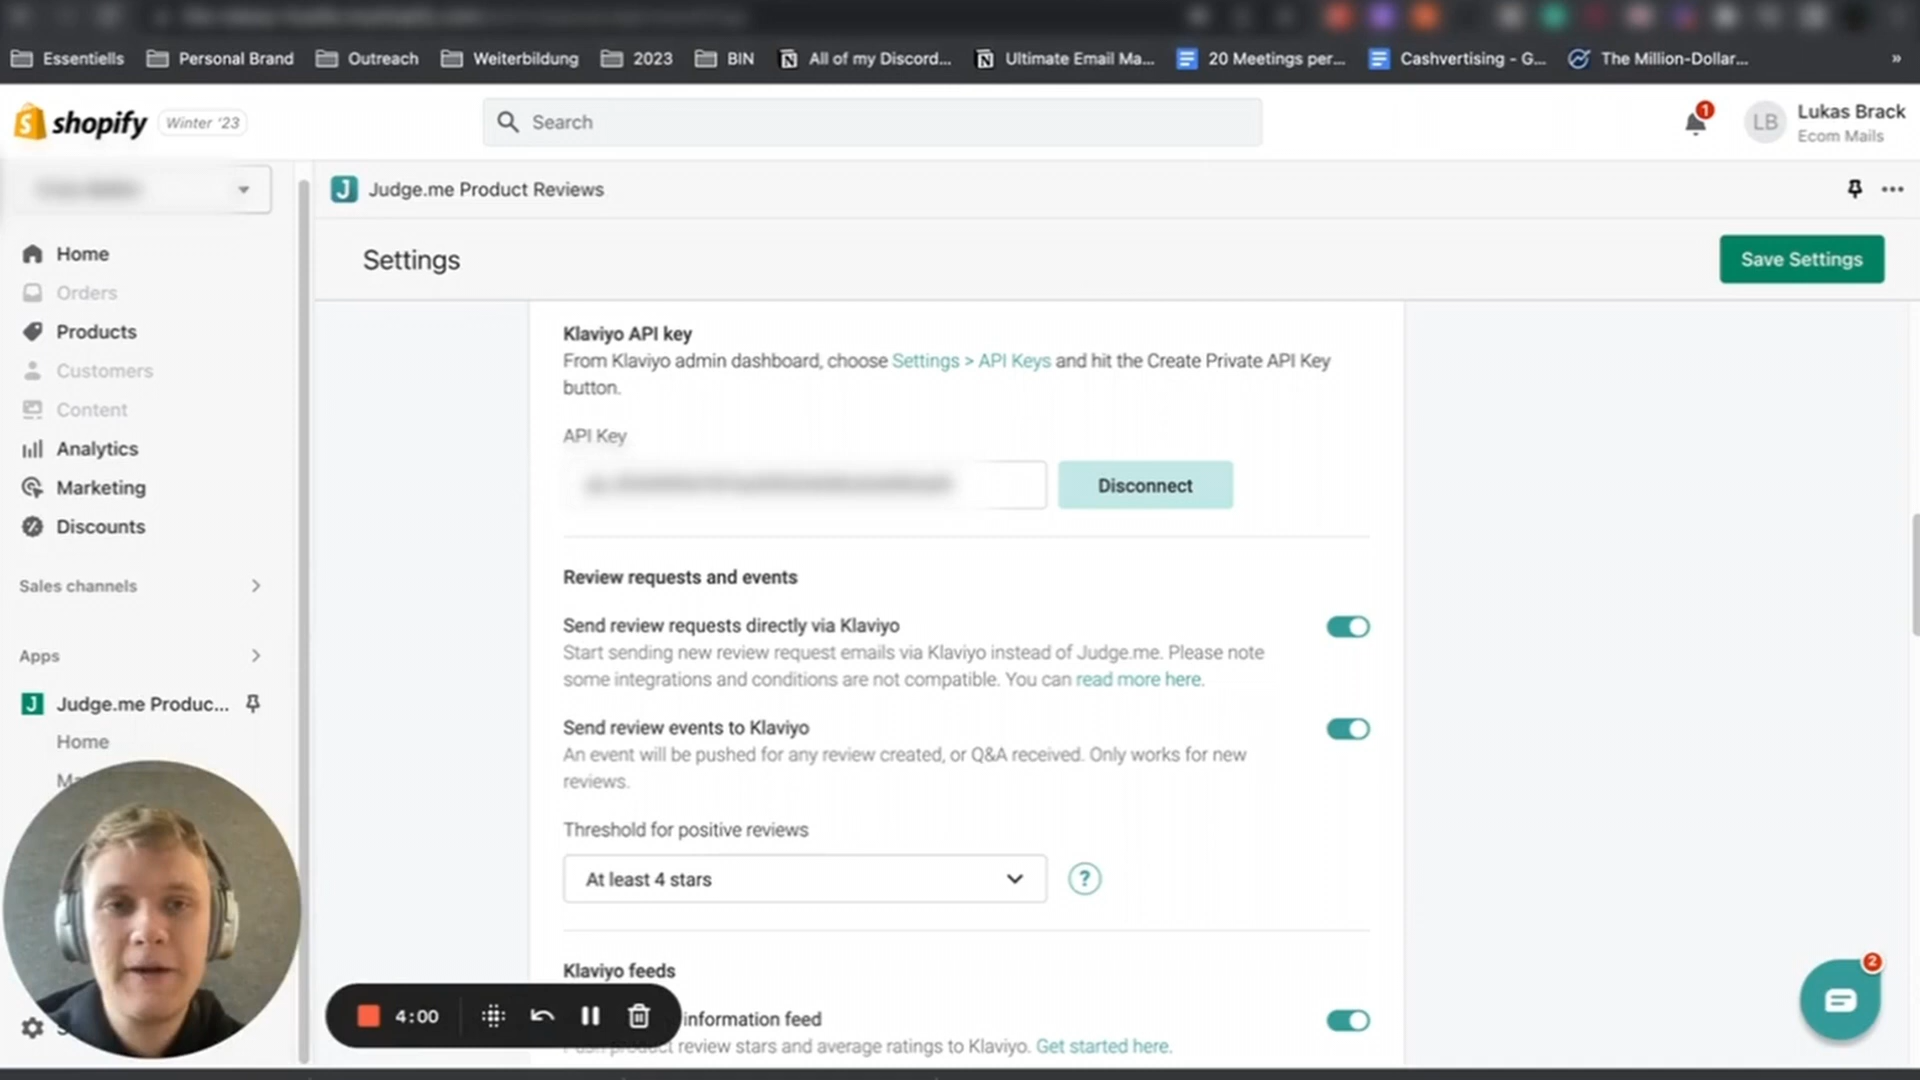 Essentiells
Personal Brand
Outreach
Weiterbildung
2023
BIN
All of my Discord...
Ultimate Email Ma...
20 Meetings per...
Cashvertising - G...
The Million-Dollar...
»
shopify
Winter '23
Search
1
LB
Lukas Brack
Ecom Mails
Judge.me Product Reviews
Settings
Save Settings
Home
Orders
Products
Customers
Content
Analytics
Marketing
Discounts
Sales channels
Apps
Judge.me Produc...
Home
Klaviyo API key
From Klaviyo admin dashboard, choose Settings > API Keys and hit the Create Private API Key
button.
API Key
Disconnect
Review requests and events
Send review requests directly via Klaviyo
Start sending new review request emails via Klaviyo instead of Judge.me. Please note
some integrations and conditions are not compatible. You can read more here.
Send review events to Klaviyo
An event will be pushed for any review created, or Q&A received. Only works for new
reviews.
Threshold for positive reviews
At least 4 stars
?
Klaviyo feeds
information feed
product review stars and average ratings to Klaviyo. Get started here.
4:00
2